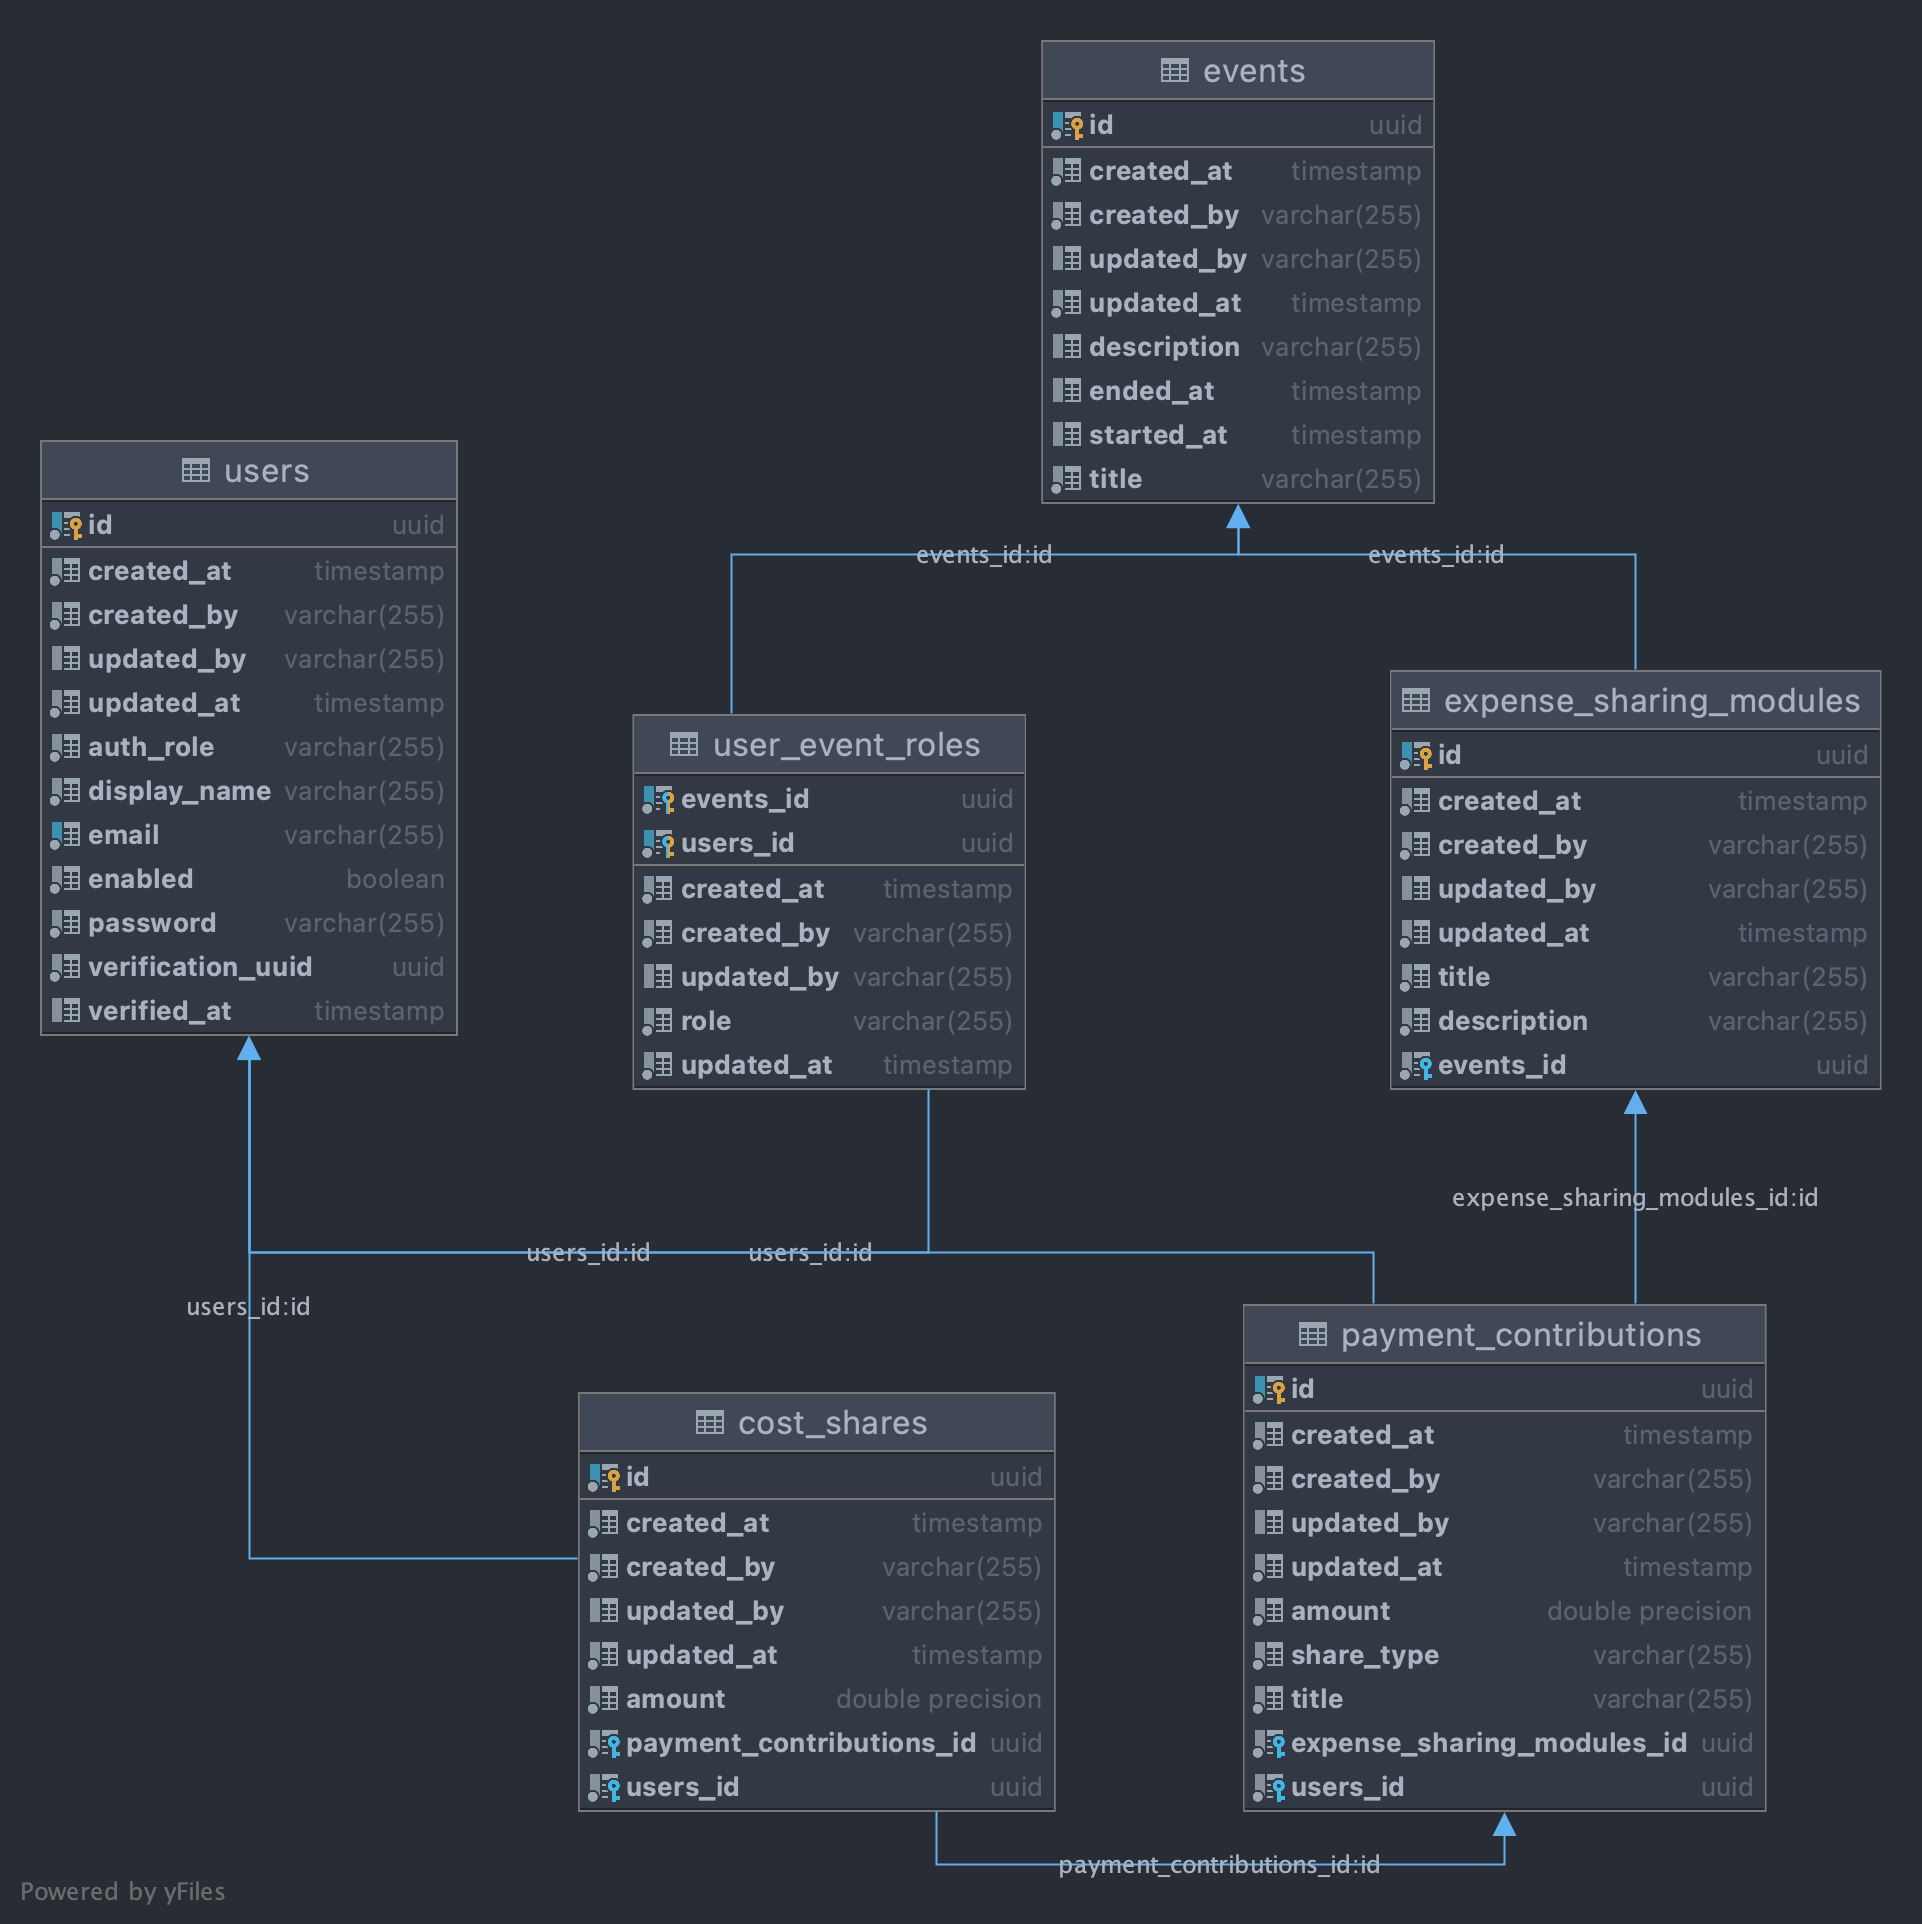 events
id uuid
created_at timestamp
created_by varchar(255)
updated_by varchar(255)
updated_at timestamp
description varchar(255)
ended_at timestamp
started_at timestamp
title varchar(255)
events_id:id
events_id:id
users
id uuid
created_at timestamp
created_by varchar(255)
updated_by varchar(255)
updated_at timestamp
auth_role varchar(255)
display_name varchar(255)
email varchar(255)
enabled boolean
password varchar(255)
verification_uuid uuid
verified_at timestamp
user_event_roles
events_id uuid
users_id uuid
created_at timestamp
created_by varchar(255)
updated_by varchar(255)
role varchar(255)
updated_at timestamp
expense_sharing_modules
id uuid
created_at timestamp
created_by varchar(255)
updated_by varchar(255)
updated_at timestamp
title varchar(255)
description varchar(255)
events_id uuid
expense_sharing_modules_id:id
users_id:id
users_id:id
users_id:id
cost_shares
id uuid
created_at timestamp
created_by varchar(255)
updated_by varchar(255)
updated_at timestamp
amount double precision
payment_contributions_id uuid
users_id uuid
payment_contributions
id uuid
created_at timestamp
created_by varchar(255)
updated_by varchar(255)
updated_at timestamp
amount double precision
share_type varchar(255)
title varchar(255)
expense_sharing_modules_id uuid
users_id uuid
payment_contributions_id:id
Powered by yFiles